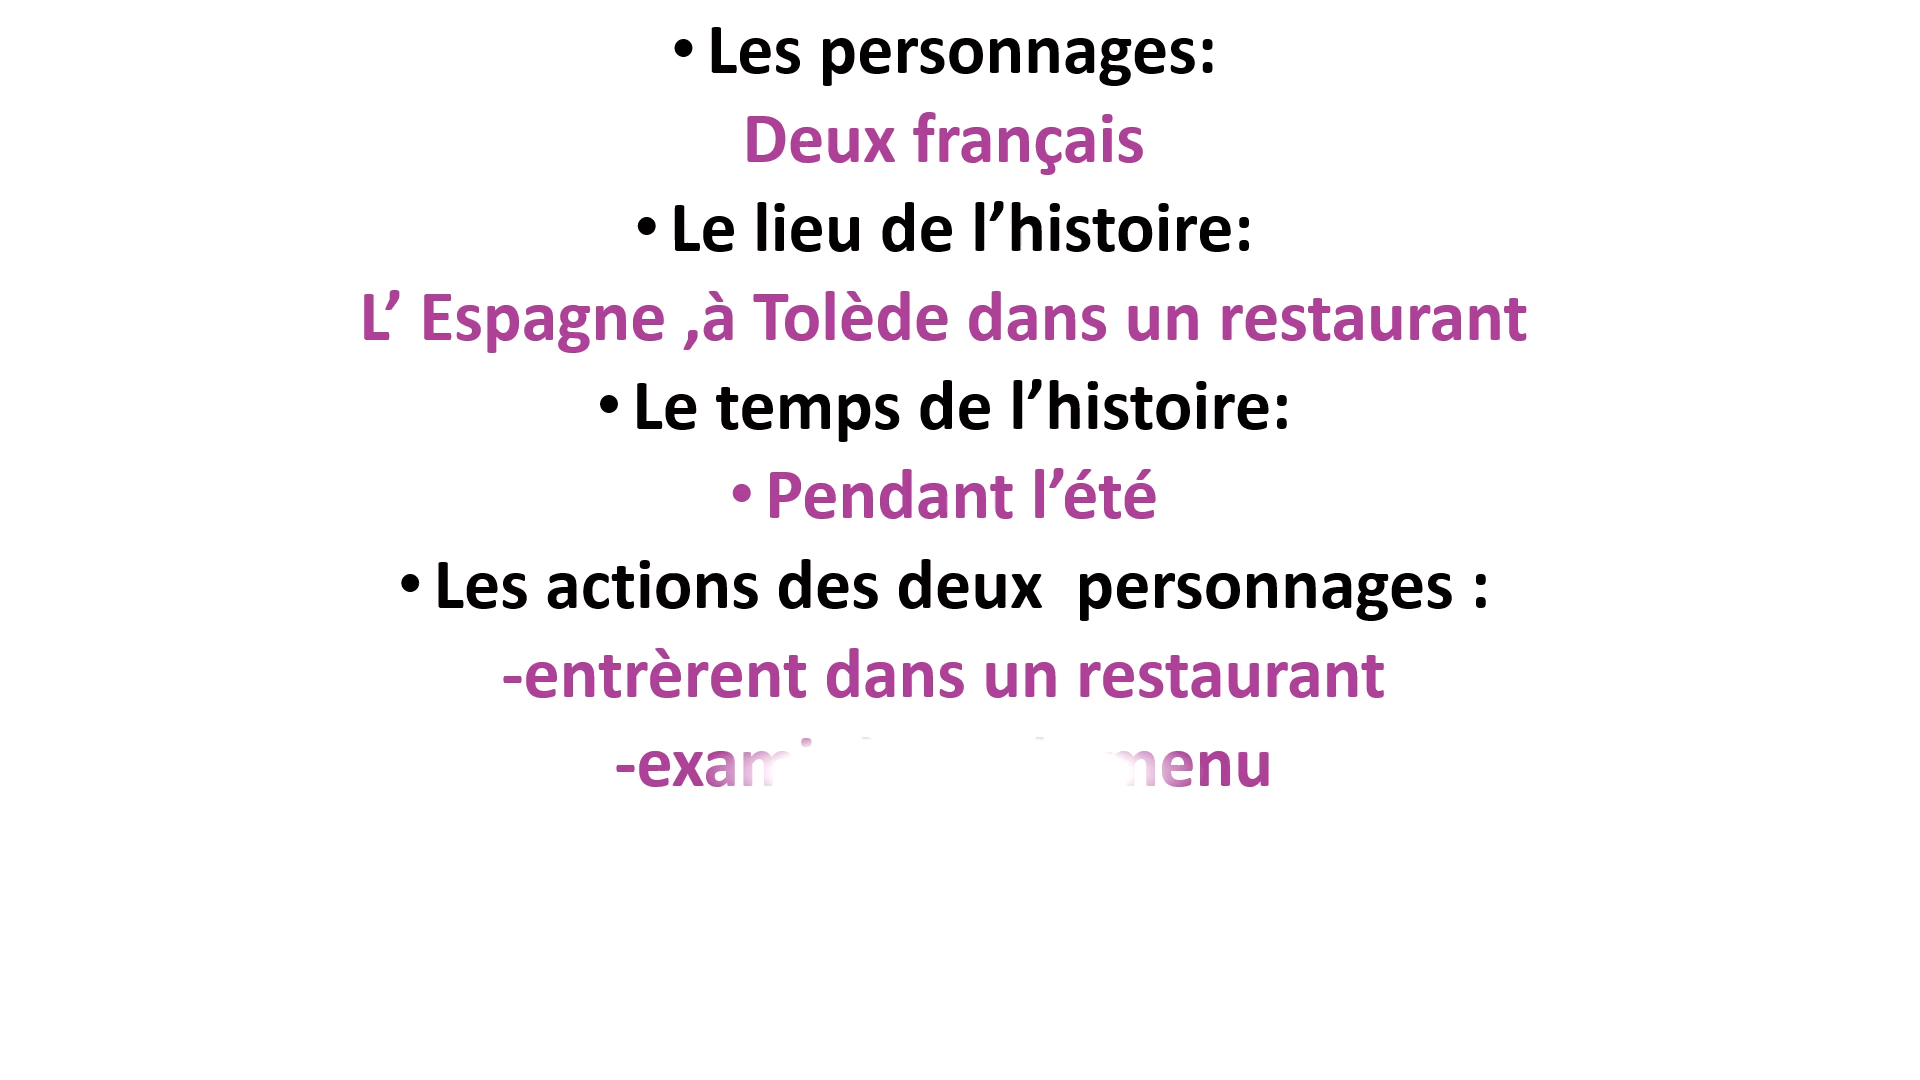 • Les personnages:
Deux français
• Le lieu de l’histoire:
L’ Espagne ,à Tolède dans un restaurant
• Le temps de l’histoire:
• Pendant l’été
• Les actions des deux  personnages :
-entrèrent dans un restaurant
menu